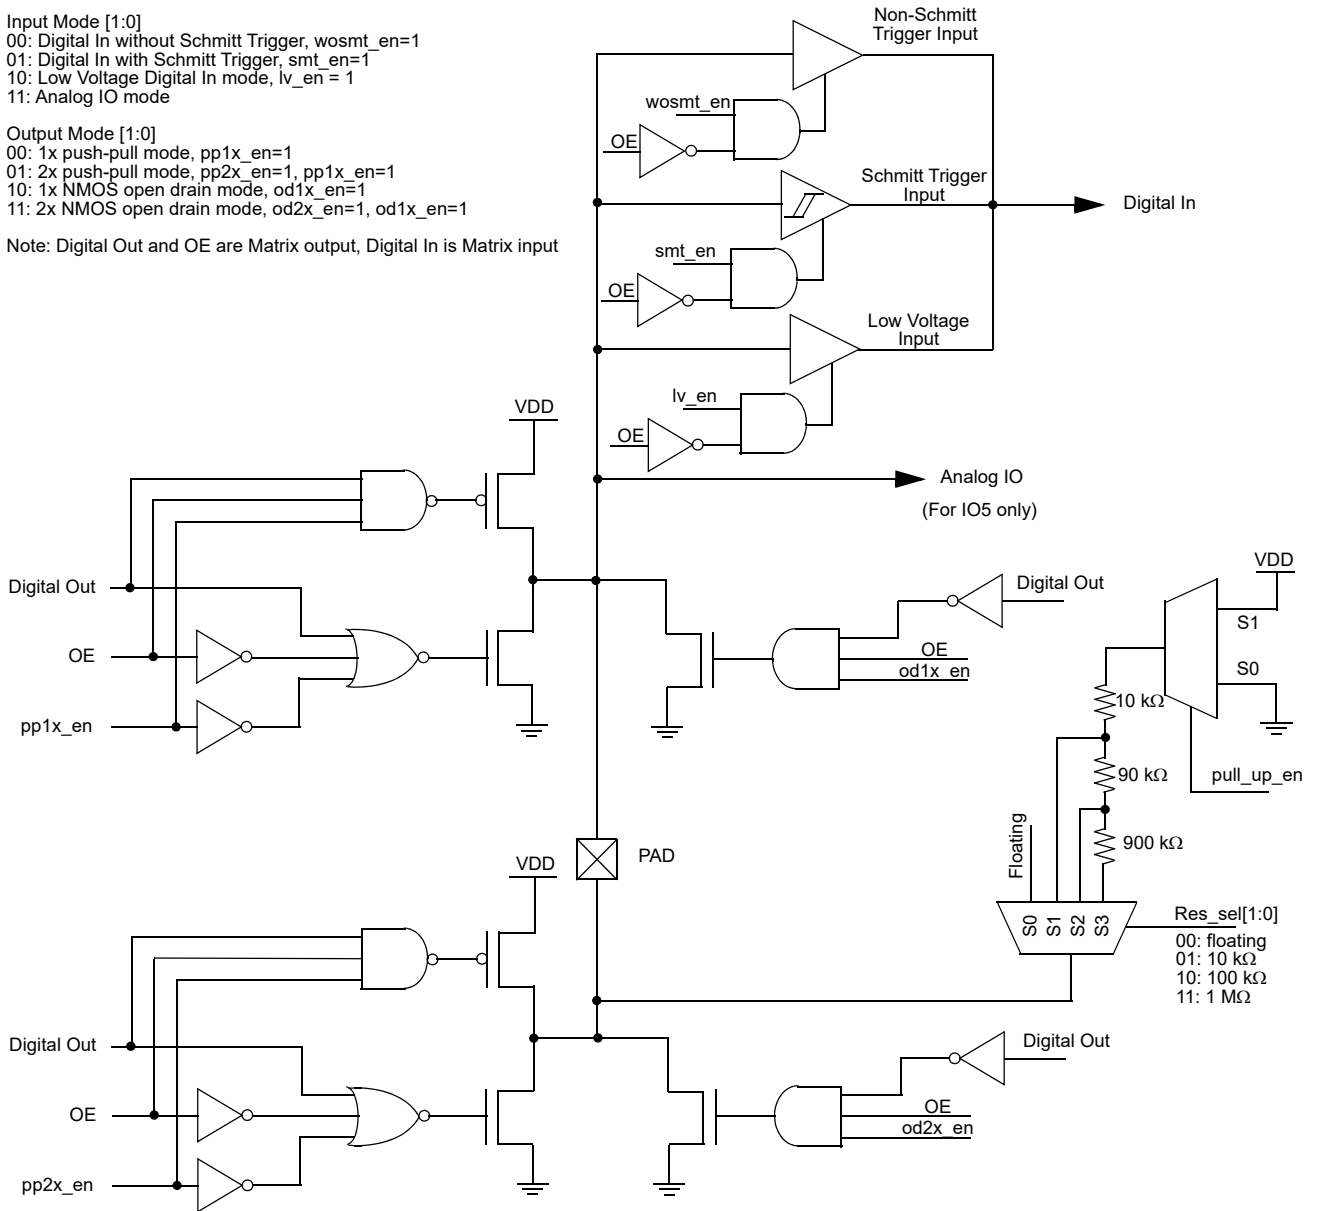 Input Mode [1:0]
00: Digital In without Schmitt Trigger, wosmt_en=1
01: Digital In with Schmitt Trigger, smt_en=1
10: Low Voltage Digital In mode, lv_en = 1
11: Analog IO mode
Output Mode [1:0]
00: 1x push-pull mode, pp1x_en=1
01: 2x push-pull mode, pp2x_en=1, pp1x_en=1
10: 1x NMOS open drain mode, od1x_en=1
11: 2x NMOS open drain mode, od2x_en=1, od1x_en=1
Note: Digital Out and OE are Matrix output, Digital In is Matrix input
Non-Schmitt
Trigger Input
wosmt_en
OE
Schmitt Trigger
Input
Digital In
smt_en
OE
Low Voltage
Input
lv_en
OE
VDD
Analog IO
(For IO5 only)
Digital Out
OE
pp1x_en
Digital Out
OE
od1x_en
VDD
S1
S0
10 kΩ
90 kΩ
pull_up_en
900 kΩ
Floating
S0
S1
S2
S3
Res_sel[1:0]
00: floating
01: 10 kΩ
10: 100 kΩ
11: 1 MΩ
PAD
VDD
Digital Out
OE
pp2x_en
Digital Out
OE
od2x_en